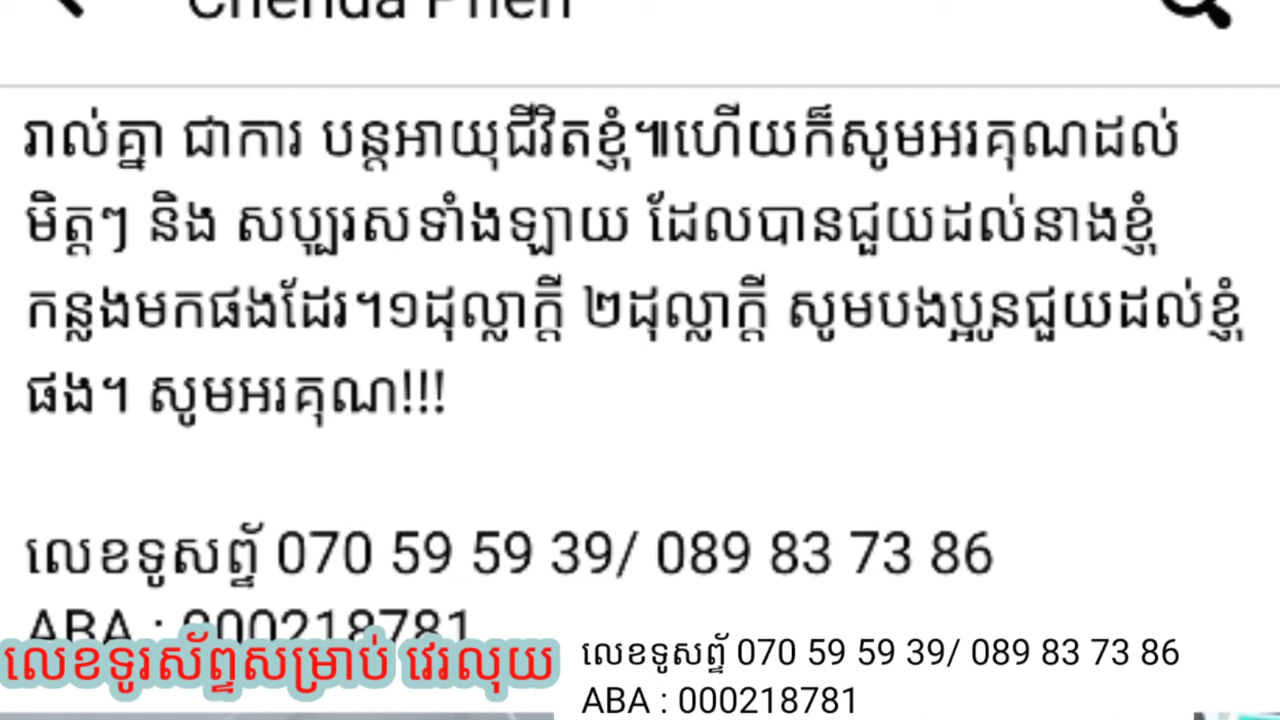 Chenda Phen
រាល់គ្នា ជាការ បន្តអាយុជីវិតខ្ញុំ៕ហើយក៏សូមអរគុណដល់
មិត្តៗ និង សប្បុរសទាំងឡាយ ដែលបានជួយដល់នាងខ្ញុំ
កន្លងមកផងដែរ។១ដុល្លាក្ដី ២ដុល្លាក្ដី សូមបងប្អូនជួយដល់ខ្ញុំ
ផង។ សូមអរគុណ!!!
លេខទូសព្ទ័ 070 59 59 39/ 089 83 73 86
ABA : 000218781
លេខទូរស័ព្ទសម្រាប់ វេរលុយ
លេខទូសព្ទ័ 070 59 59 39/ 089 83 73 86
ABA : 000218781